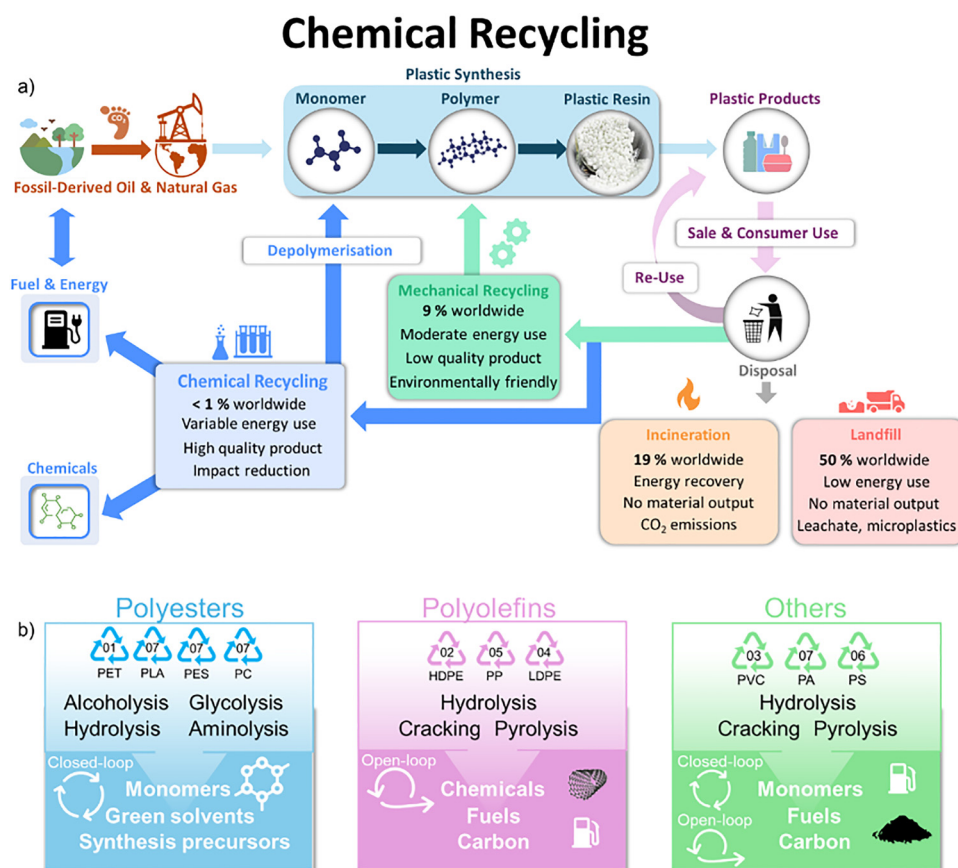 Chemical Recycling
a)
Plastic Synthesis
Monomer
Polymer
Plastic Resin
Plastic Products
CO₂
Fossil-Derived Oil & Natural Gas
Depolymerisation
Sale & Consumer Use
Re-Use
Fuel & Energy
Mechanical Recycling
9 % worldwide
Moderate energy use
Low quality product
Environmentally friendly
Disposal
Chemical Recycling
< 1 % worldwide
Variable energy use
High quality product
Impact reduction
Chemicals
Incineration
19 % worldwide
Energy recovery
No material output
CO₂ emissions
Landfill
50 % worldwide
Low energy use
No material output
Leachate, microplastics
b)
Polyesters
01
07
07
07
PET
PLA
PES
PC
Alcoholysis Glycolysis
Hydrolysis Aminolysis
Closed-loop
Monomers
Green solvents
Synthesis precursors
Polyolefins
02
05
04
HDPE
PP
LDPE
Hydrolysis
Cracking Pyrolysis
Open-loop
Chemicals
Fuels
Carbon
Others
03
07
06
PVC
PA
PS
Hydrolysis
Cracking Pyrolysis
Closed-loop
Open-loop
Monomers
Fuels
Carbon